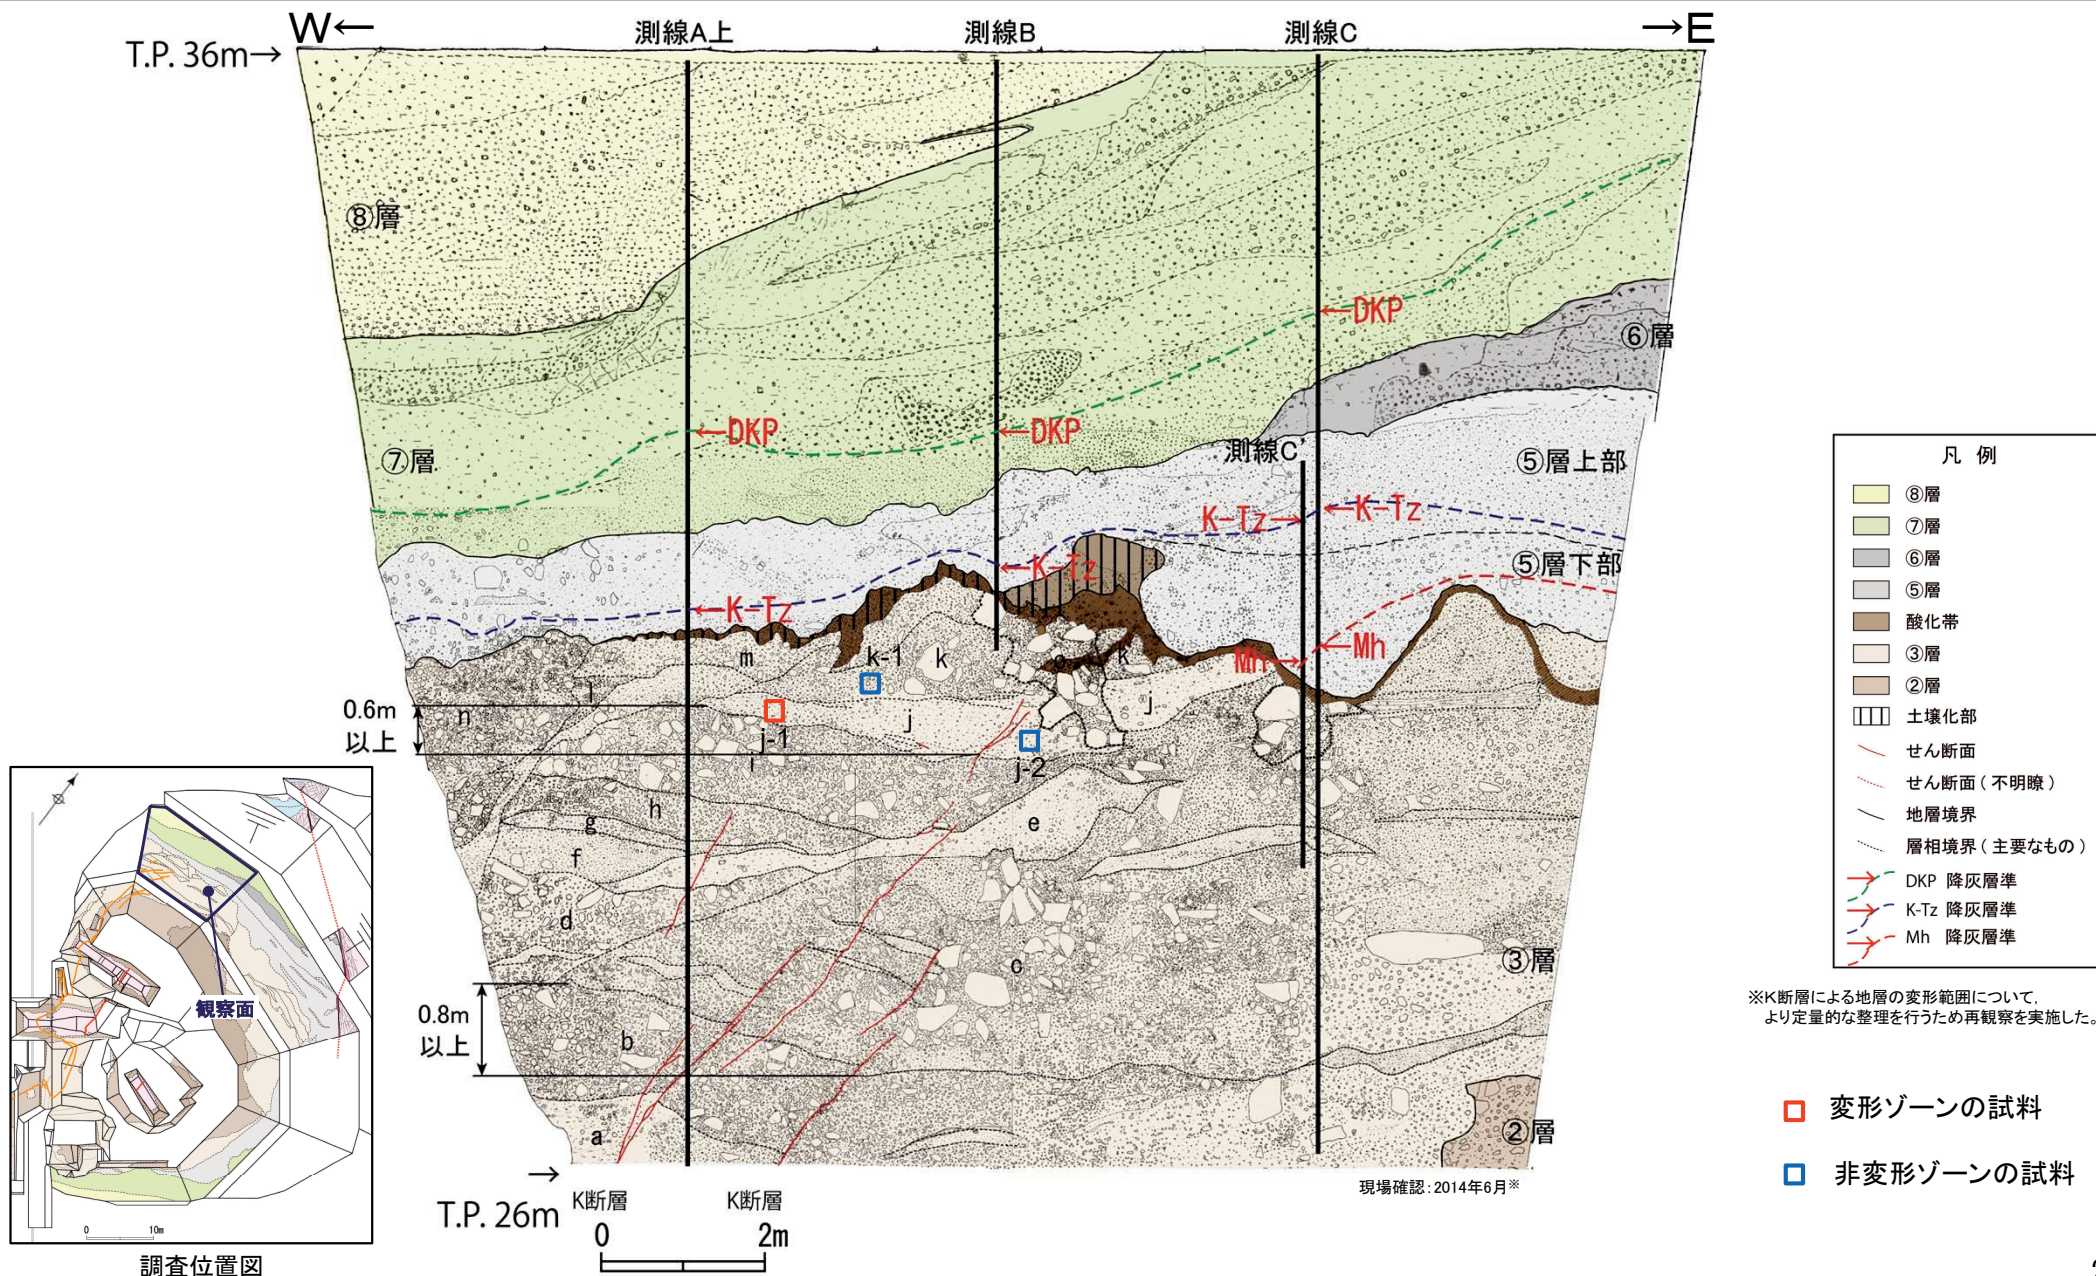 W←
測線A上
測線B
測線C
→E
T.P. 36m→
⑧層
DKP
⑥層
DKP
DKP
⑦層
測線C'
⑤層上部
K-Tz
K-Tz
K-Tz
⑤層下部
K-Tz
Mh
Mh
m
k-1
k
k
l
j
j
n
j-1
i
j-2
0.6m
以上
h
g
e
f
d
c
③層
0.8m
以上
b
a
②層
→
T.P. 26m
K断層
K断層
0
2m
現場確認:2014年6月※
凡 例
⑧層
⑦層
⑥層
⑤層
酸化帯
③層
②層
土壌化部
せん断面
せん断面(不明瞭)
地層境界
層相境界(主要なもの)
DKP 降灰層準
K-Tz 降灰層準
Mh 降灰層準
※K断層による地層の変形範囲について,
より定量的な整理を行うため再観察を実施した。
変形ゾーンの試料
非変形ゾーンの試料
観察面
0
10m
調査位置図